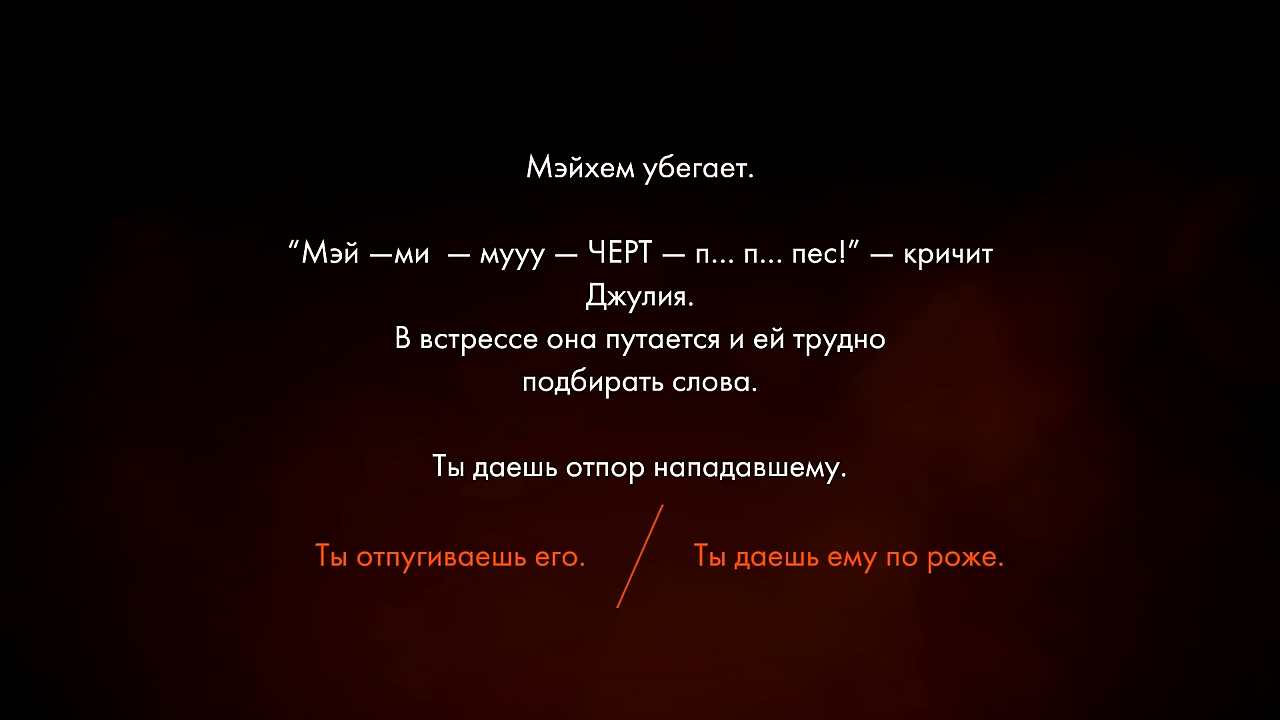 Мэйхем убегает.
“Мэй —ми — мууу — ЧЕРТ — п... п... пес!” — кричит
Джулия.
В встрессе она путается и ей трудно
подбирать слова.
Ты даешь отпор нападавшему.
Ты отпугиваешь его.
Ты даешь ему по роже.